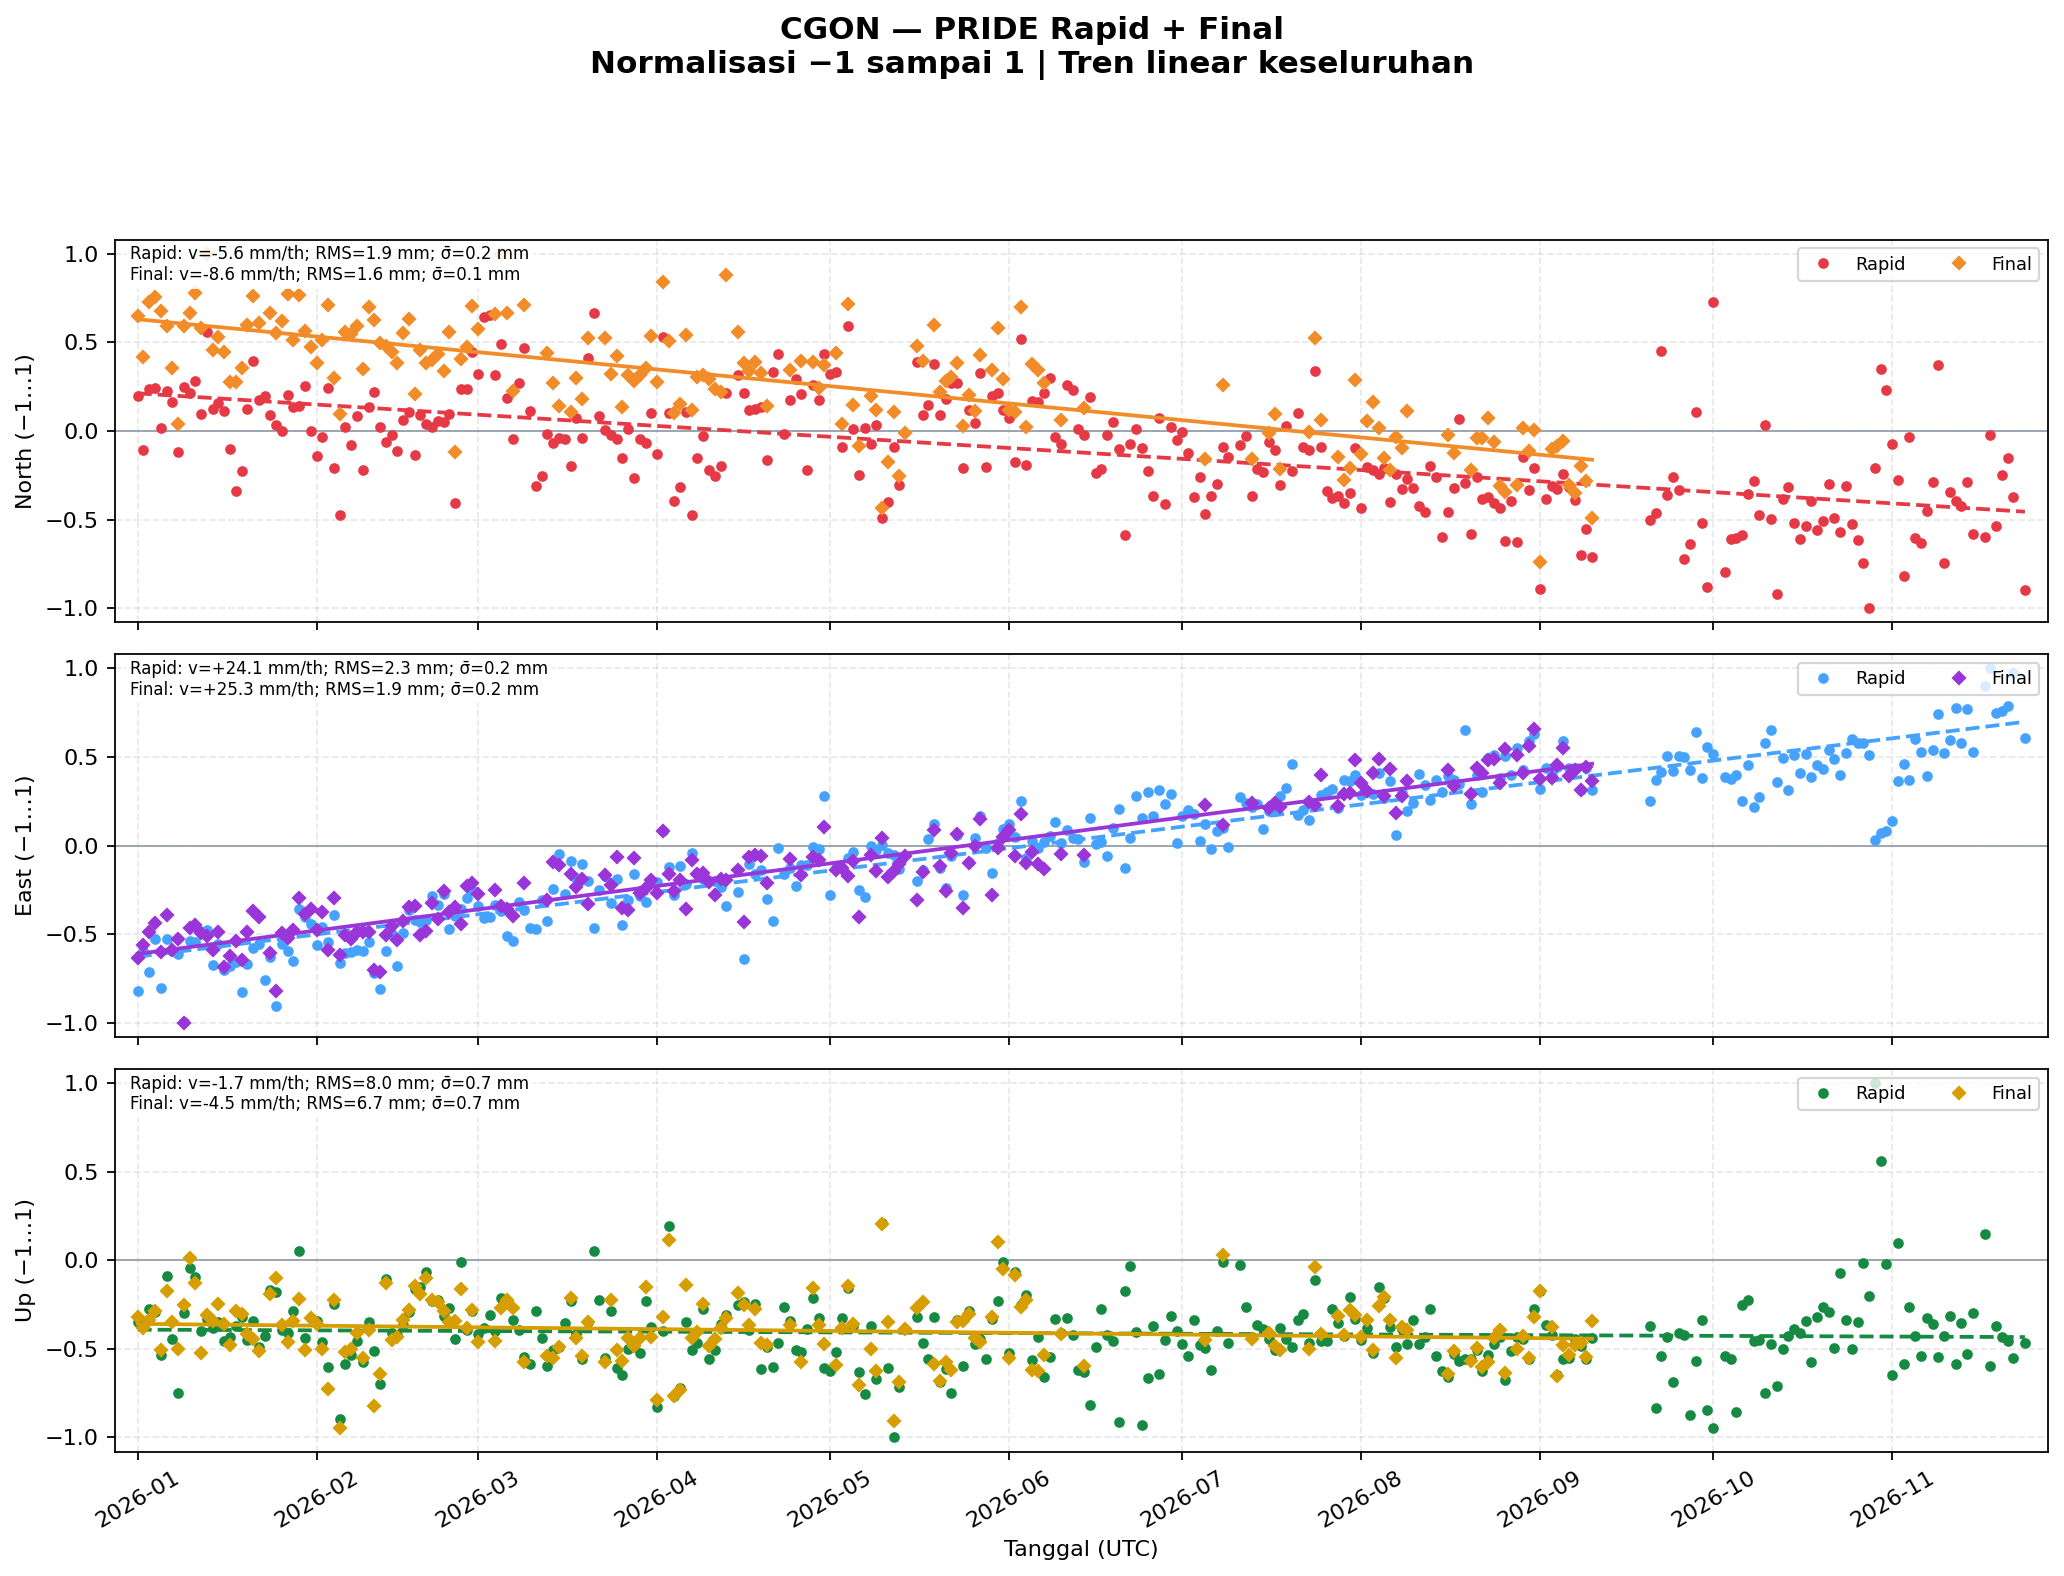 CGON — PRIDE Rapid + Final
Normalisasi −1 sampai 1 | Tren linear keseluruhan
North (−1...1)
1.0
0.5
0.0
−0.5
−1.0
Rapid: v=-5.6 mm/th; RMS=1.9 mm; σ̄=0.2 mm
Final: v=-8.6 mm/th; RMS=1.6 mm; σ̄=0.1 mm
Rapid Final
East (−1...1)
1.0
0.5
0.0
−0.5
−1.0
Rapid: v=+24.1 mm/th; RMS=2.3 mm; σ̄=0.2 mm
Final: v=+25.3 mm/th; RMS=1.9 mm; σ̄=0.2 mm
Rapid Final
Up (−1...1)
1.0
0.5
0.0
−0.5
−1.0
Rapid: v=-1.7 mm/th; RMS=8.0 mm; σ̄=0.7 mm
Final: v=-4.5 mm/th; RMS=6.7 mm; σ̄=0.7 mm
Rapid Final
2026-01 2026-02 2026-03 2026-04 2026-05 2026-06 2026-07 2026-08 2026-09 2026-10 2026-11
Tanggal (UTC)